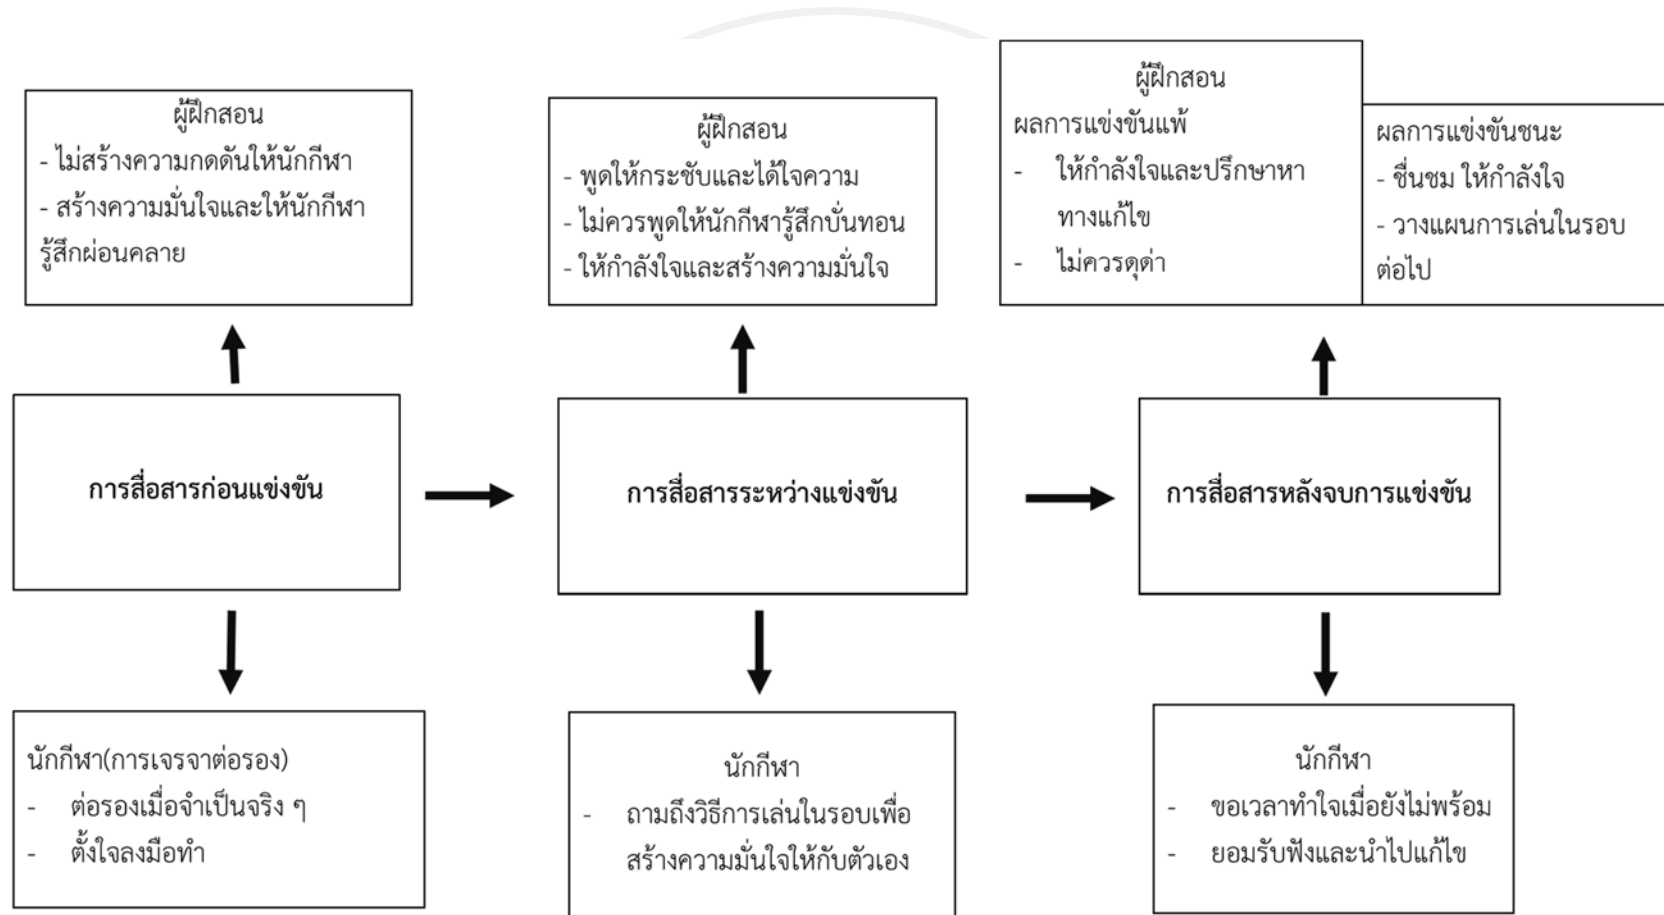 ผู้ฝึกสอน
- ไม่สร้างความกดดันให้นักกีฬา
- สร้างความมั่นใจและให้นักกีฬา
รู้สึกผ่อนคลาย
ผู้ฝึกสอน
- พูดให้กระชับและได้ใจความ
- ไม่ควรพูดให้นักกีฬารู้สึกบั่นทอน
- ให้กำลังใจและสร้างความมั่นใจ
ผู้ฝึกสอน
ผลการแข่งขันแพ้
- ให้กำลังใจและปรึกษาหา
ทางแก้ไข
- ไม่ควรดุด่า
ผลการแข่งขันชนะ
- ชื่นชม ให้กำลังใจ
- วางแผนการเล่นในรอบ
ต่อไป
การสื่อสารก่อนแข่งขัน
การสื่อสารระหว่างแข่งขัน
การสื่อสารหลังจบการแข่งขัน
นักกีฬา(การเจรจาต่อรอง)
- ต่อรองเมื่อจำเป็นจริง ๆ
- ตั้งใจลงมือทำ
นักกีฬา
- ถามถึงวิธีการเล่นในรอบเพื่อ
สร้างความมั่นใจให้กับตัวเอง
นักกีฬา
- ขอเวลาทำใจเมื่อยังไม่พร้อม
- ยอมรับฟังและนำไปแก้ไข